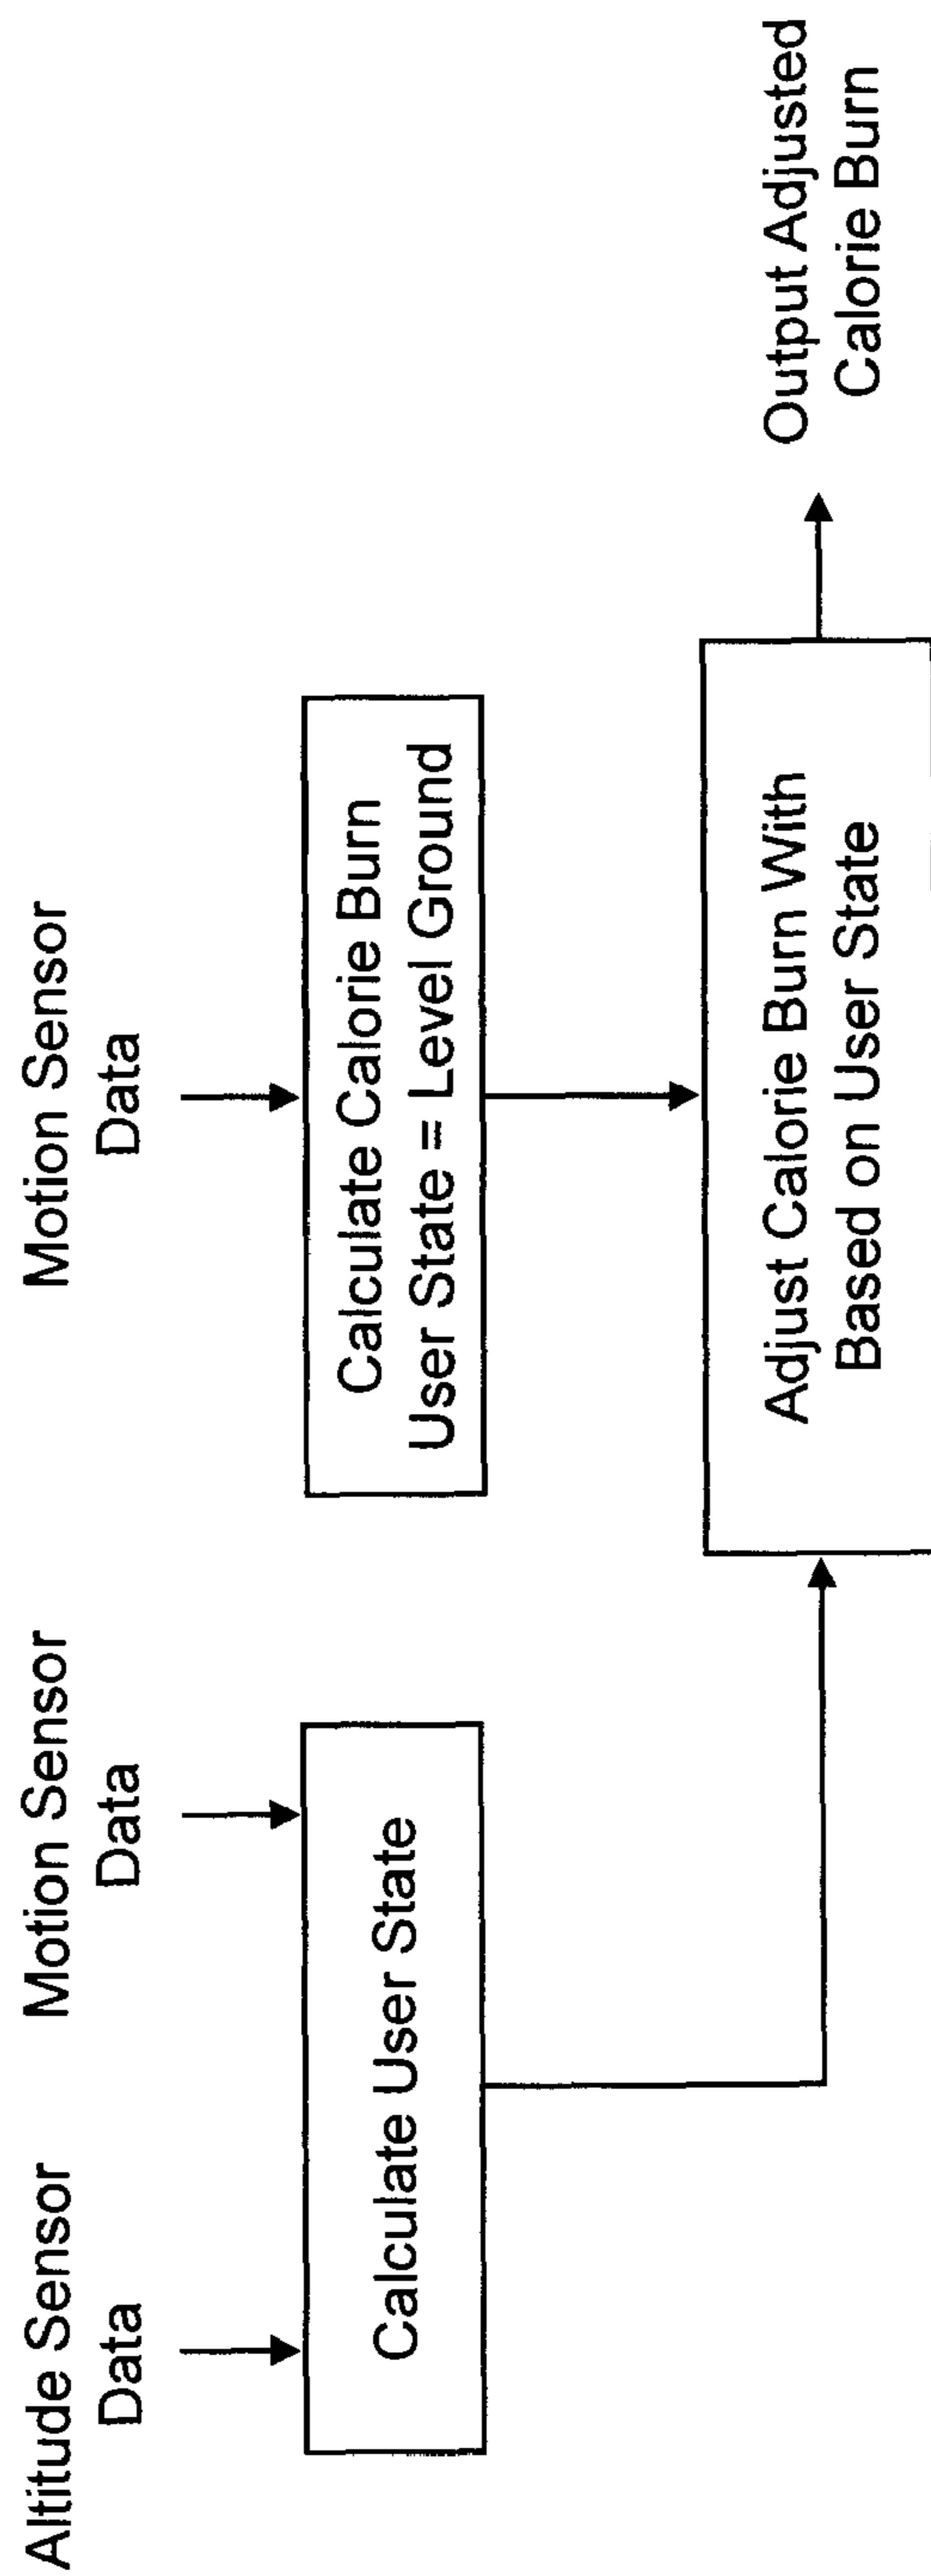 Altitude Sensor
Data
Motion Sensor
Data
Motion Sensor
Data
Calculate User State
Calculate Calorie Burn
User State = Level Ground
Adjust Calorie Burn With
Based on User State
Output Adjusted
Calorie Burn